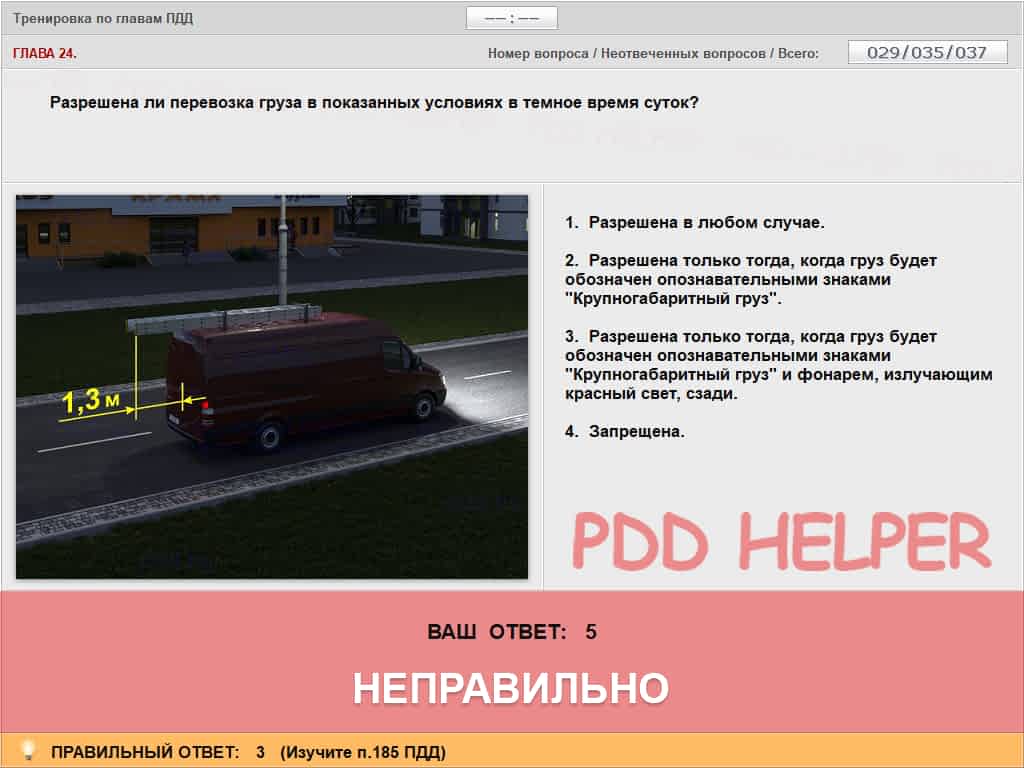 Тренировка по главам ПДД
—— : ——
ГЛАВА 24.
Номер вопроса / Неотвеченных вопросов / Всего:
029/035/037
Разрешена ли перевозка груза в показанных условиях в темное время суток?
1,3 м
1. Разрешена в любом случае.
2. Разрешена только тогда, когда груз будет
обозначен опознавательными знаками
"Крупногабаритный груз".
3. Разрешена только тогда, когда груз будет
обозначен опознавательными знаками
"Крупногабаритный груз" и фонарем, излучающим
красный свет, сзади.
4. Запрещена.
PDD HELPER
ВАШ ОТВЕТ: 5
НЕПРАВИЛЬНО
ПРАВИЛЬНЫЙ ОТВЕТ: 3 (Изучите п.185 ПДД)